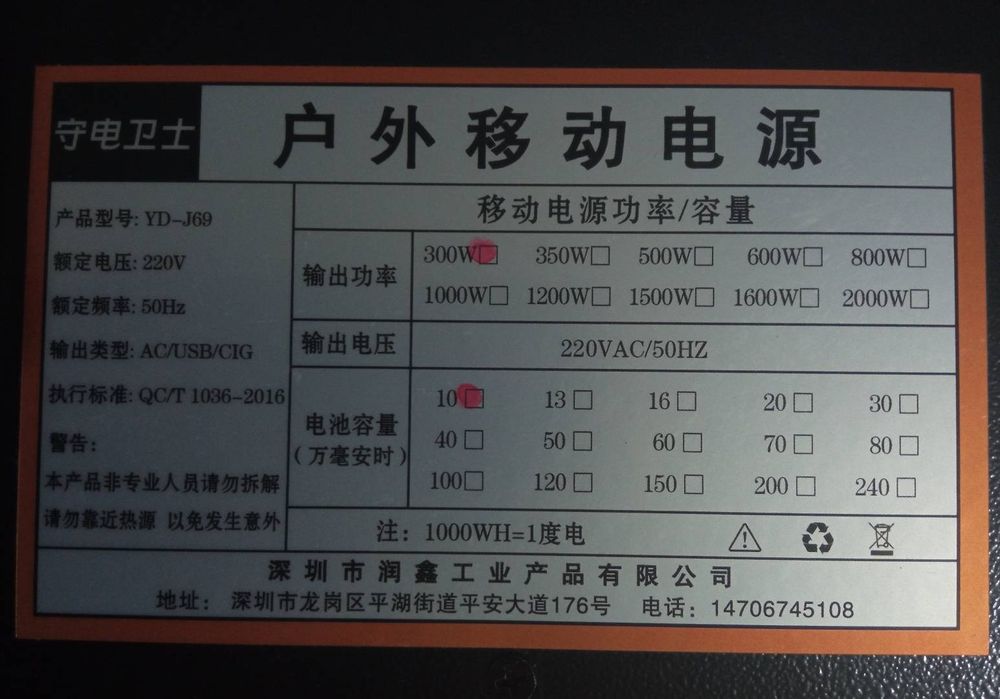 守电卫士
户外移动电源
产品型号: YD-J69
额定电压: 220V
额定频率: 50Hz
输出类型: AC/USB/CIG
执行标准: QC/T 1036-2016
警告:
本产品非专业人员请勿拆解
请勿靠近热源 以免发生意外
移动电源功率/容量
输出功率
300W□ 350W□ 500W□ 600W□ 800W□
1000W□ 1200W□ 1500W□ 1600W□ 2000W□
输出电压
220VAC/50HZ
电池容量
(万毫安时)
10□ 13□ 16□ 20□ 30□
40□ 50□ 60□ 70□ 80□
100□ 120□ 150□ 200□ 240□
注: 1000WH=1度电
深圳市润鑫工业产品有限公司
地址: 深圳市龙岗区平湖街道平安大道176号 电话: 14706745108